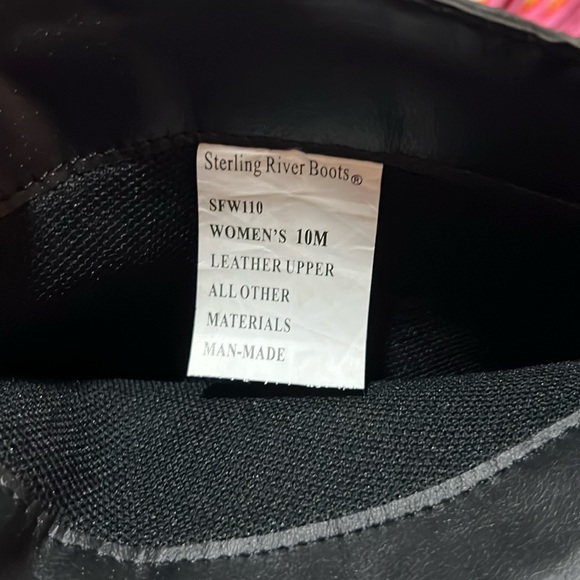 Sterling River Boots®
SFW110
WOMEN'S 10M
LEATHER UPPER
ALL OTHER
MATERIALS
MAN-MADE